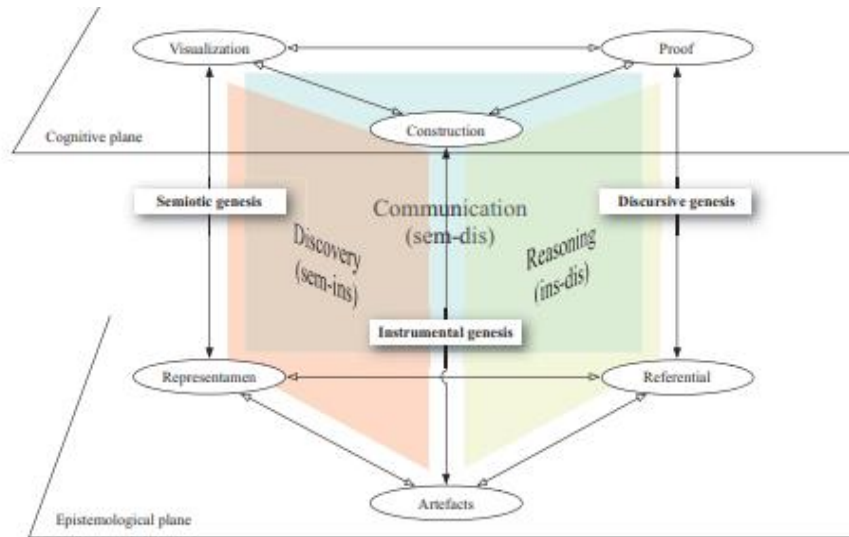 Visualization
Proof
Construction
Cognitive plane
Semiotic genesis
Communication
(sem-dis)
Discursive genesis
Discovery
(sem-ins)
Reasoning
(ins-dis)
Instrumental genesis
Representamen
Referential
Artefacts
Epistemological plane